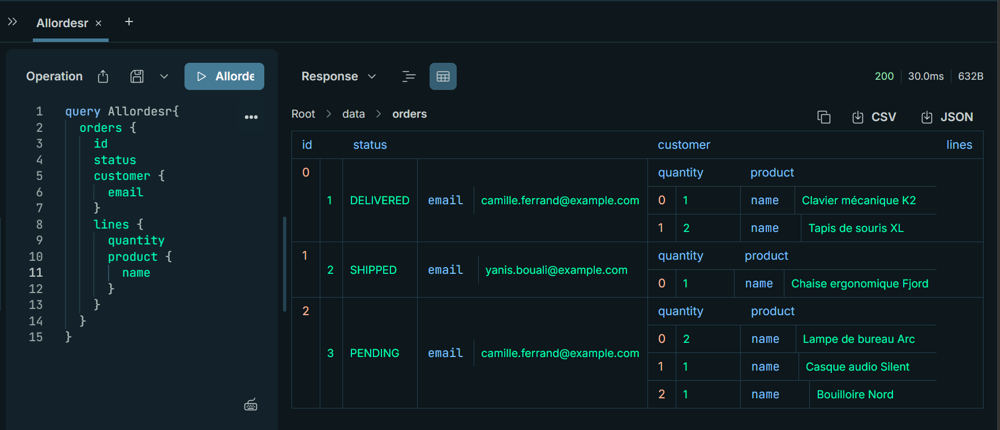 Allordesr
Operation
Allorde
1 query Allordesr{
2 orders {
3 id
4 status
5 customer {
6 email
7 }
8 lines {
9 quantity
10 product {
11 name
12 }
13 }
14 }
15 }
Response
200 30.0ms 632B
Root > data > orders
CSV JSON
id status customer lines
0 quantity product
1 DELIVERED email camille.ferrand@example.com 0 1 name Clavier mécanique K2
1 2 name Tapis de souris XL
1 quantity product
2 SHIPPED email yanis.bouali@example.com 0 1 name Chaise ergonomique Fjord
2 quantity product
0 2 name Lampe de bureau Arc
3 PENDING email camille.ferrand@example.com 1 1 name Casque audio Silent
2 1 name Bouilloire Nord